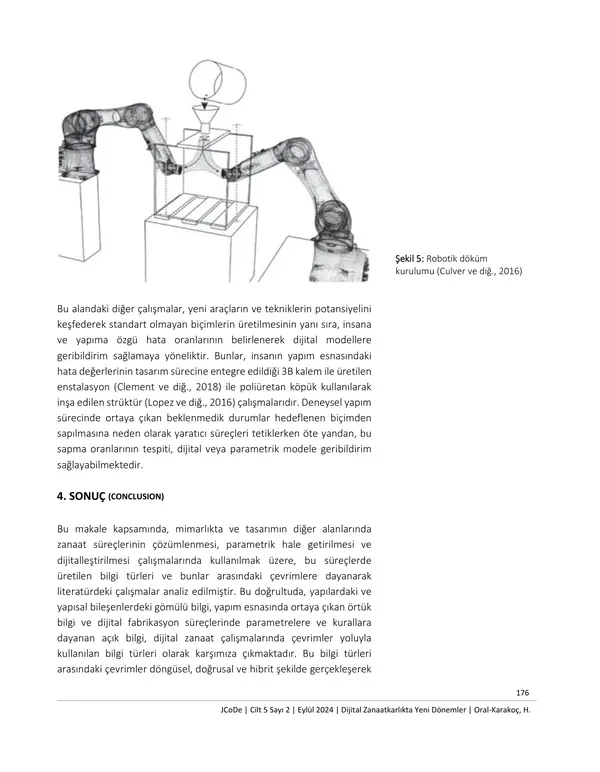 Şekil 5: Robotik döküm
kurulumu (Culver ve diğ., 2016)
Bu alandaki diğer çalışmalar, yeni araçların ve tekniklerin potansiyelini
keşfederek standart olmayan biçimlerin üretilmesinin yanı sıra, insana
ve yapıma özgü hata oranlarının belirlenerek dijital modellere
geribildirim sağlamaya yöneliktir. Bunlar, insanın yapım esnasındaki
hata değerlerinin tasarım sürecine entegre edildiği 3B kalem ile üretilen
enstalasyon (Clement ve diğ., 2018) ile poliüretan köpük kullanılarak
inşa edilen strüktür (Lopez ve diğ., 2016) çalışmalarıdır. Deneysel yapım
sürecinde ortaya çıkan beklenmedik durumlar hedeflenen biçimden
sapılmasına neden olarak yaratıcı süreçleri tetiklerken öte yandan, bu
sapma oranlarının tespiti, dijital veya parametrik modele geribildirim
sağlayabilmektedir.
4. SONUÇ (CONCLUSION)
Bu makale kapsamında, mimarlıkta ve tasarımın diğer alanlarında
zanaat süreçlerinin çözümlenmesi, parametrik hale getirilmesi ve
dijitalleştirilmesi çalışmalarında kullanılmak üzere, bu süreçlerde
üretilen bilgi türleri ve bunlar arasındaki çevrimlere dayanarak
literatürdeki çalışmalar analiz edilmiştir. Bu doğrultuda, yapılardaki ve
yapısal bileşenlerdeki gömülü bilgi, yapım esnasında ortaya çıkan örtük
bilgi ve dijital fabrikasyon süreçlerinde parametrelere ve kurallara
dayanan açık bilgi, dijital zanaat çalışmalarında çevrimler yoluyla
kullanılan bilgi türleri olarak karşımıza çıkmaktadır. Bu bilgi türleri
arasındaki çevrimler döngüsel, doğrusal ve hibrit şekilde gerçekleşerek
176
JCoDe | Cilt 5 Sayı 2 | Eylül 2024 | Dijital Zanaatkarlıkta Yeni Dönemler | Oral-Karakoç, H.